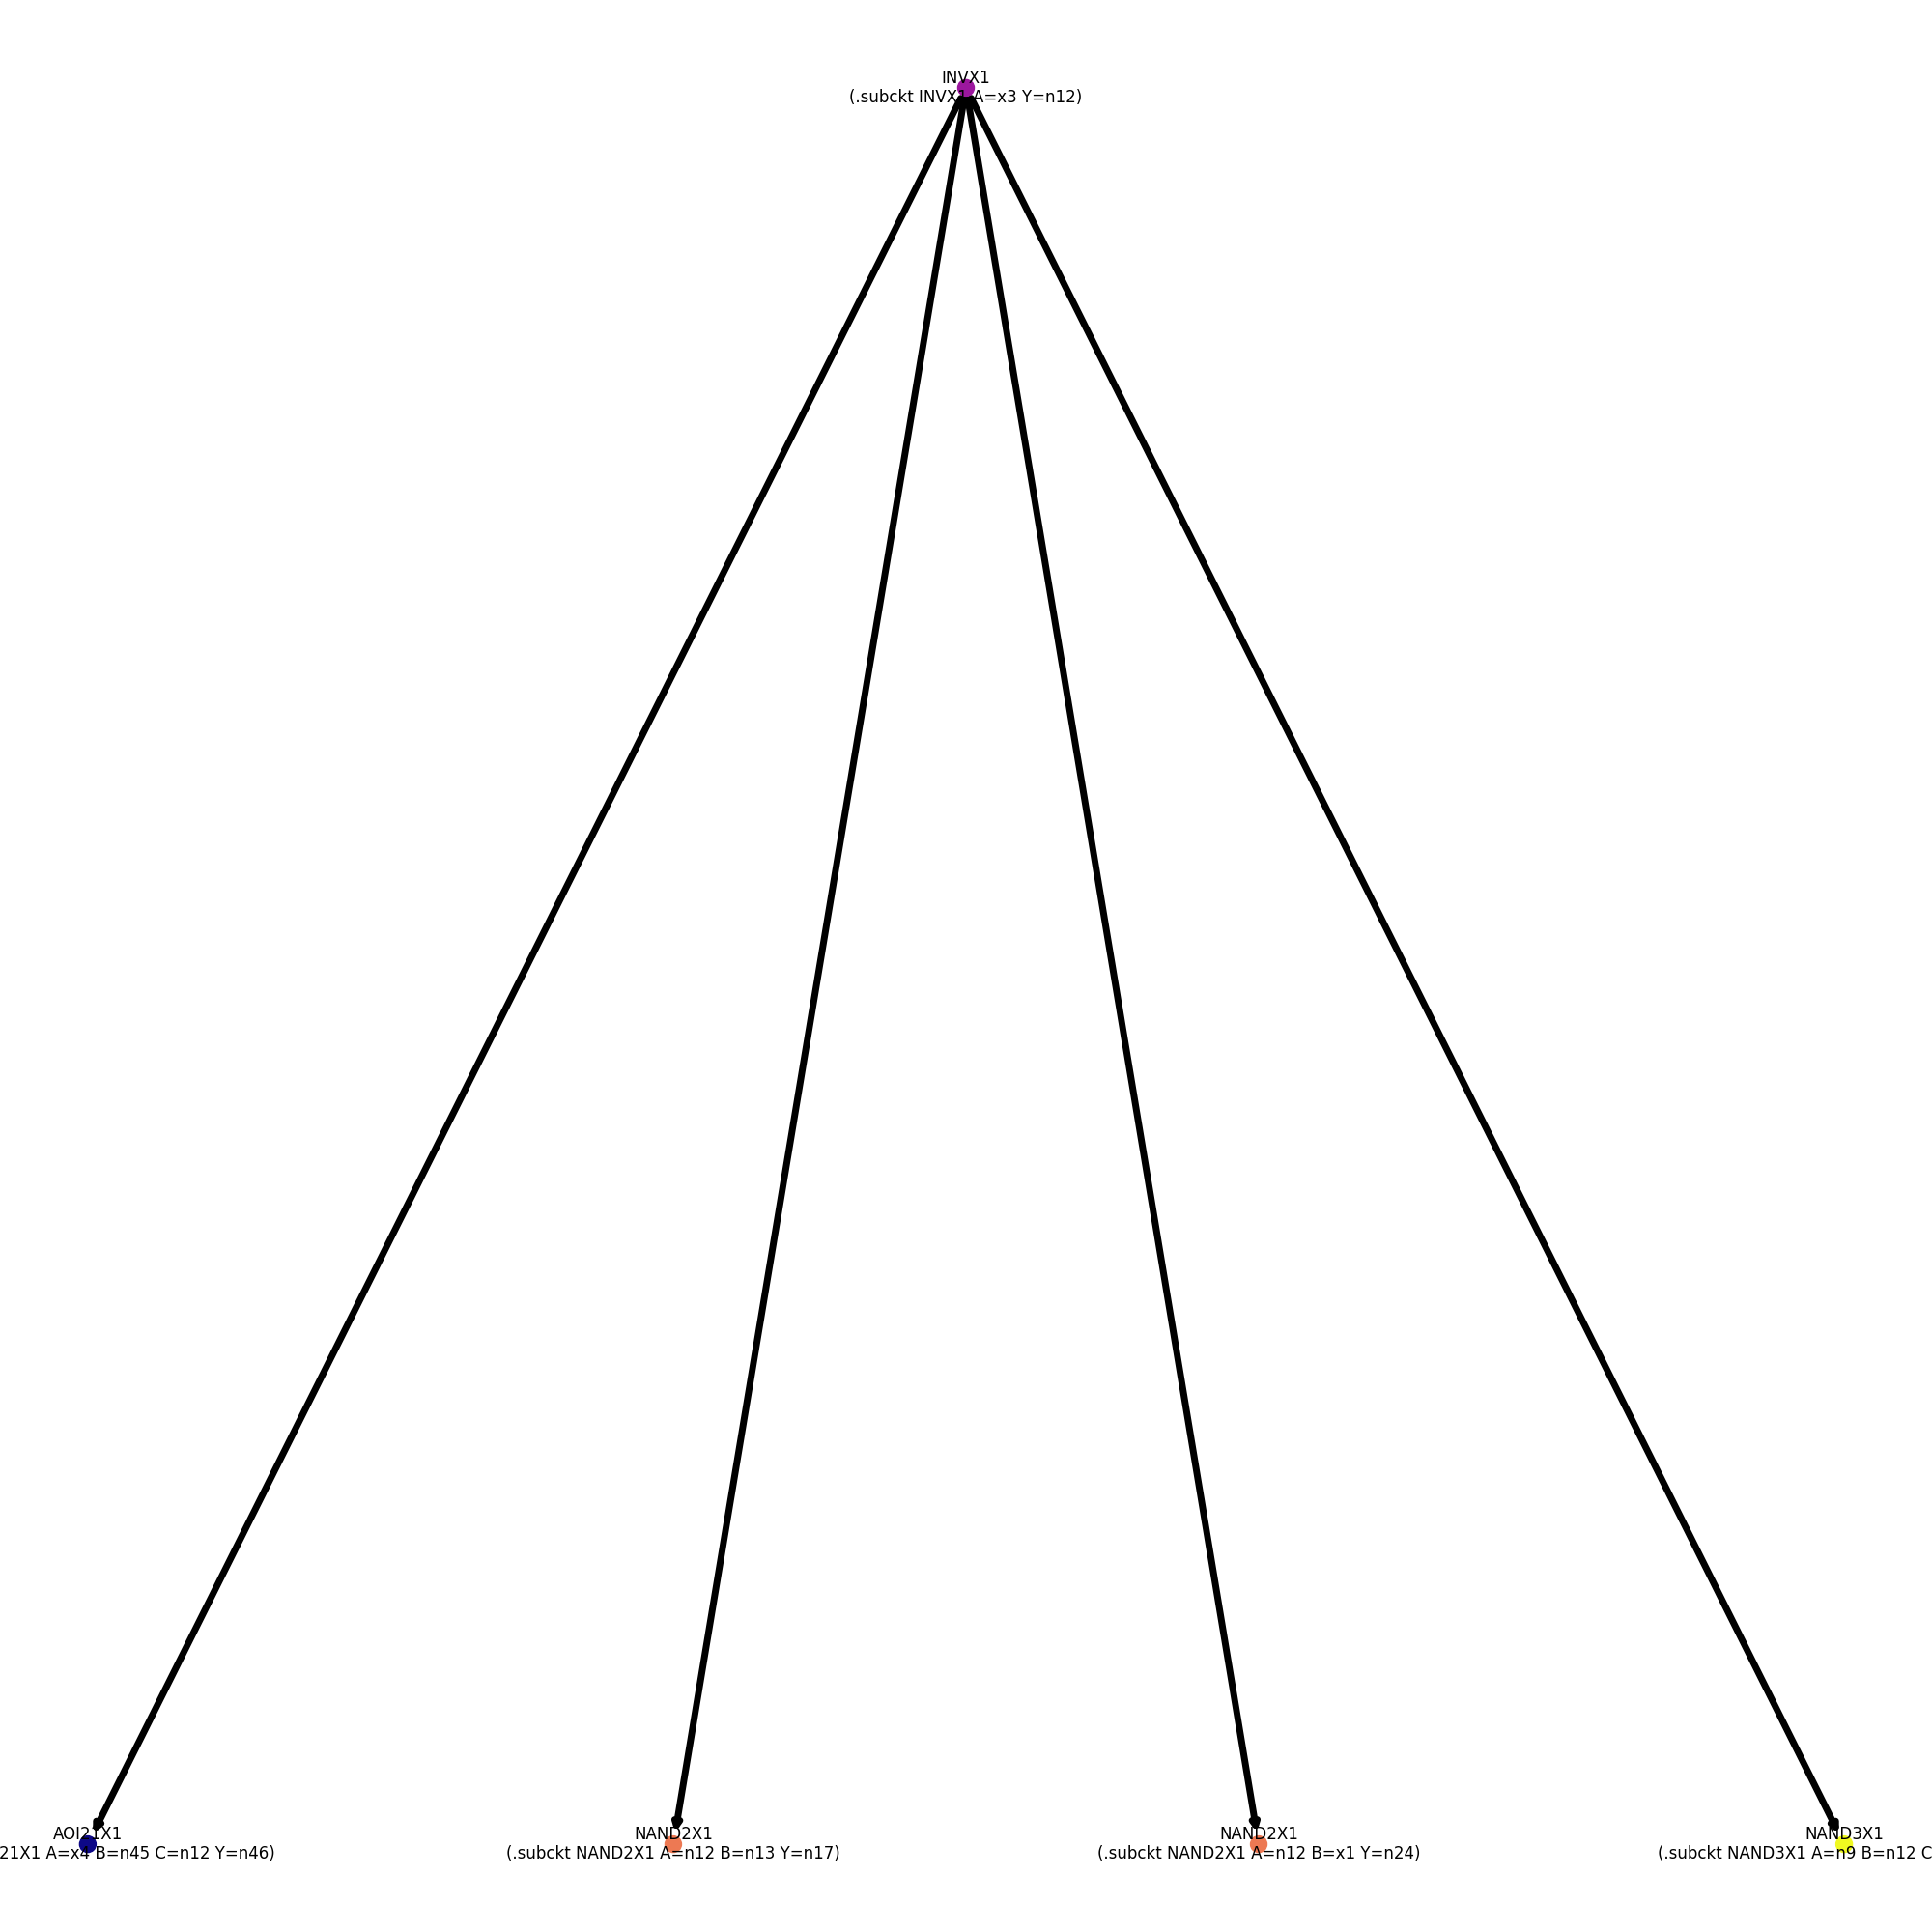 INVX1
(.subckt INVX1 A=x3 Y=n12)
AOI21X1
21X1 A=x4 B=n45 C=n12 Y=n46)
NAND2X1
(.subckt NAND2X1 A=n12 B=n13 Y=n17)
NAND2X1
(.subckt NAND2X1 A=n12 B=x1 Y=n24)
NAND3X1
(.subckt NAND3X1 A=n9 B=n12 C